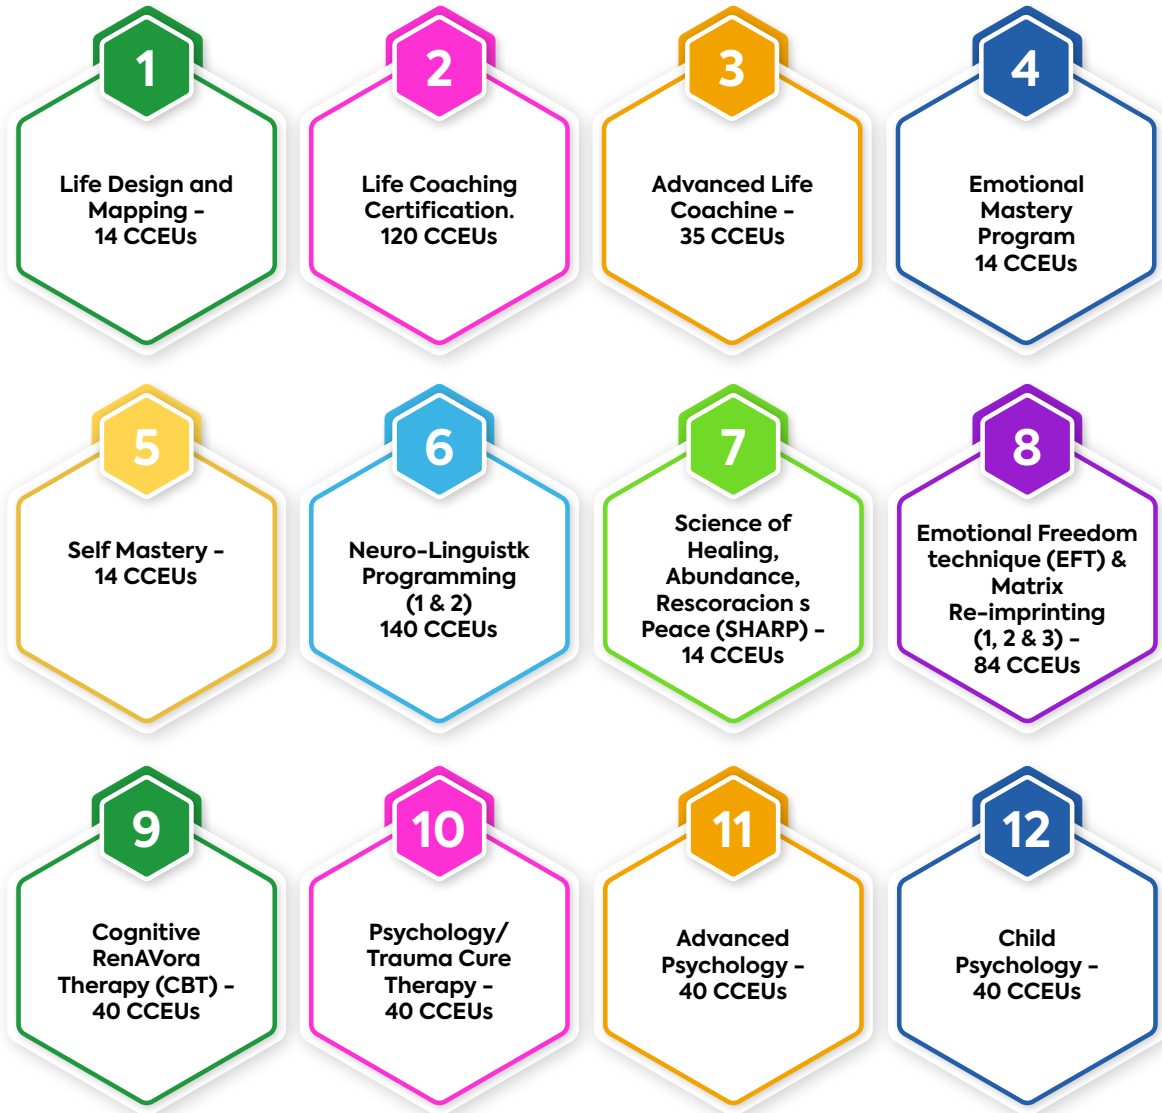 1
Life Design and
Mapping -
14 CCEUs
2
Life Coaching
Certification.
120 CCEUs
3
Advanced Life
Coachine -
35 CCEUs
4
Emotional
Mastery
Program
14 CCEUs
5
Self Mastery -
14 CCEUs
6
Neuro-Linguistk
Programming
(1 & 2)
140 CCEUs
7
Science of
Healing,
Abundance,
Rescoracion s
Peace (SHARP) -
14 CCEUs
8
Emotional Freedom
technique (EFT) &
Matrix
Re-imprinting
(1, 2 & 3) -
84 CCEUs
9
Cognitive
RenAVora
Therapy (CBT) -
40 CCEUs
10
Psychology/
Trauma Cure
Therapy -
40 CCEUs
11
Advanced
Psychology -
40 CCEUs
12
Child
Psychology -
40 CCEUs